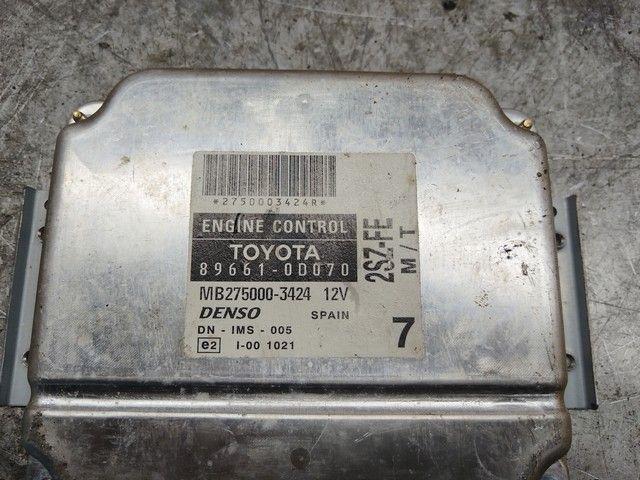 *2750003424R*
ENGINE CONTROL
TOYOTA
89661-0D070
2SZ-FE
M/T
MB275000-3424 12V
DENSO SPAIN
DN - IMS - 005
7
e2 I-00 1021